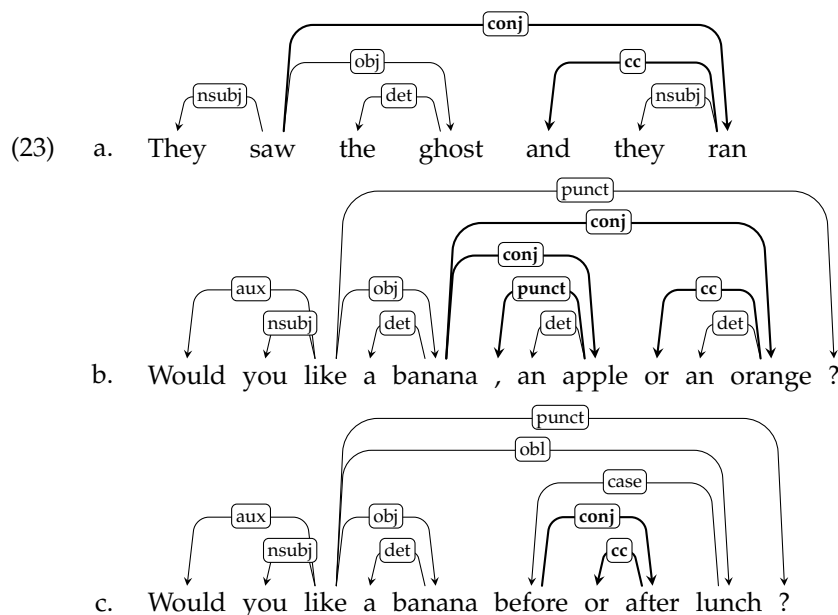 conj
obj cc
nsubj det nsubj
(23) a. They saw the ghost and they ran
punct
conj
conj
aux obj punct cc
nsubj det det det
b. Would you like a banana , an apple or an orange ?
punct
obl
case
aux obj conj
nsubj det cc
c. Would you like a banana before or after lunch ?